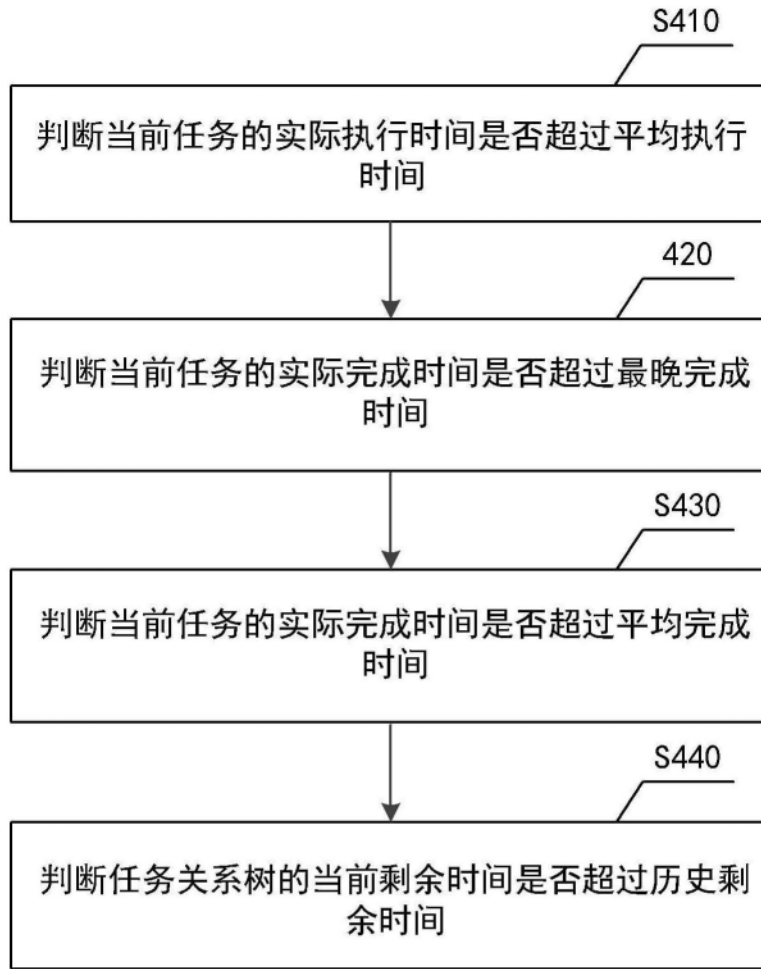 S410
判断当前任务的实际执行时间是否超过平均执行
时间
420
判断当前任务的实际完成时间是否超过最晚完成
时间
S430
判断当前任务的实际完成时间是否超过平均完成
时间
S440
判断任务关系树的当前剩余时间是否超过历史剩
余时间